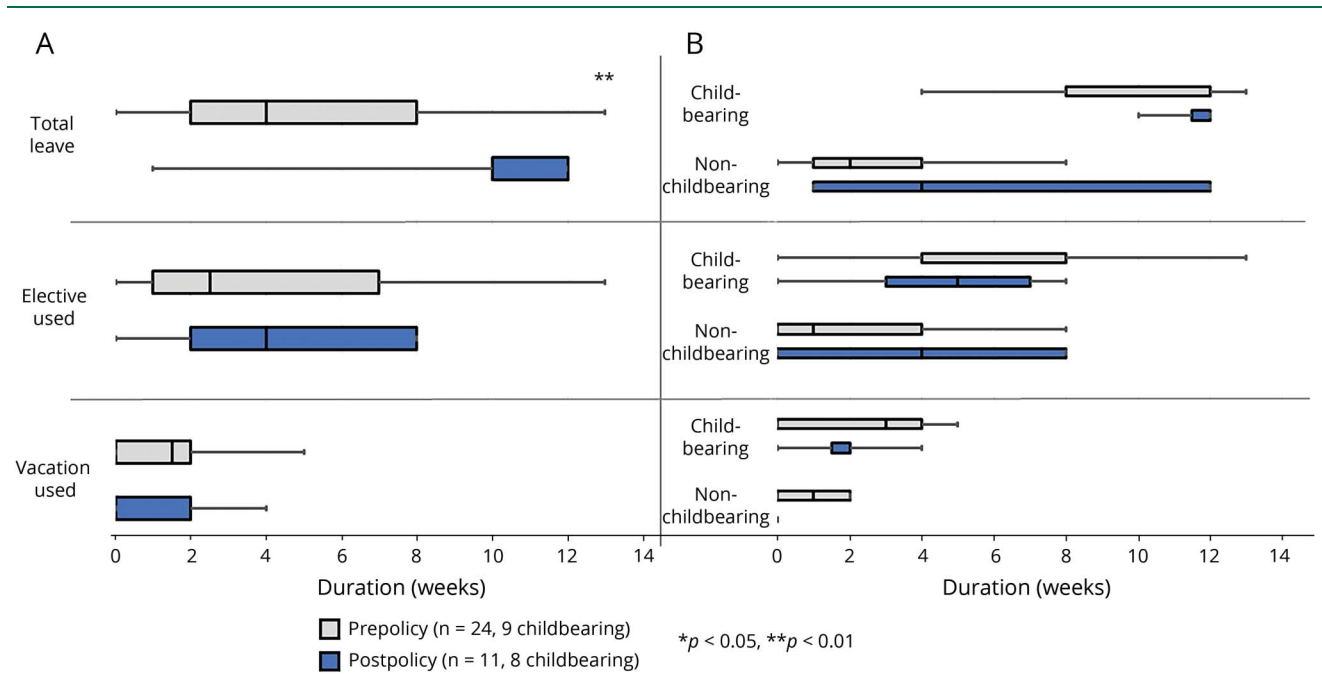 A
**
Total
leave
Elective
used
Vacation
used
0 2 4 6 8 10 12 14
Duration (weeks)
B
Child-
bearing
Non-
childbearing
Child-
bearing
Non-
childbearing
Child-
bearing
Non-
childbearing
0 2 4 6 8 10 12 14
Duration (weeks)
Prepolicy (n = 24, 9 childbearing)
Postpolicy (n = 11, 8 childbearing)
*p < 0.05, **p < 0.01